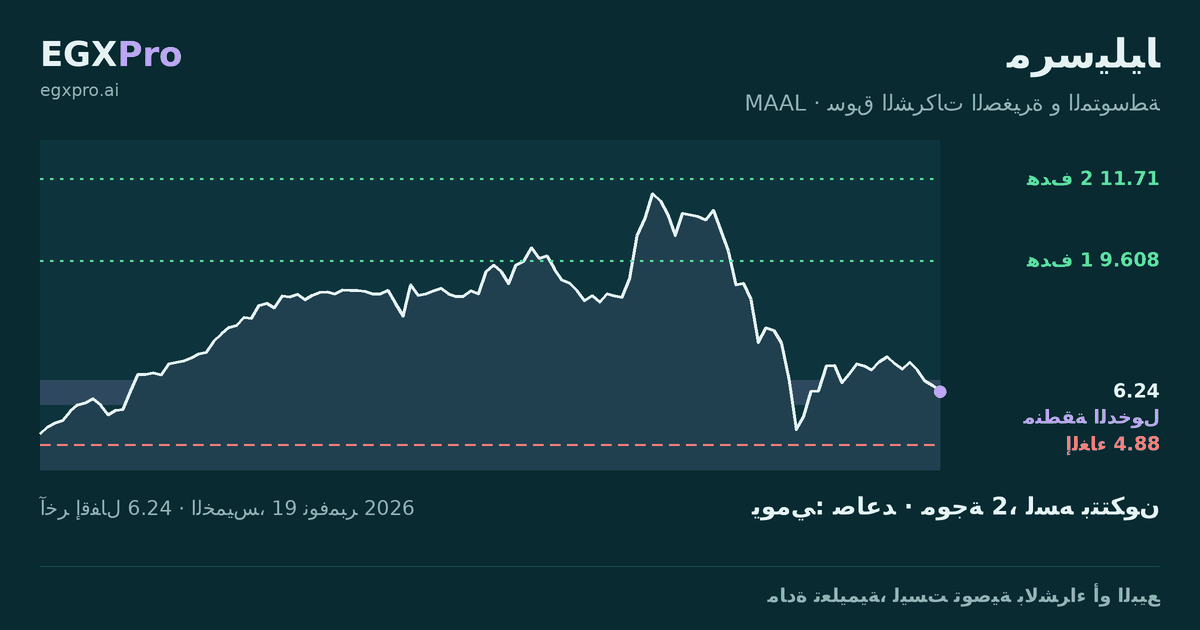 EGXPro
egxpro.ai
مرسيليا
MAAL · سوق الشركات الصغيرة و المتوسطة
هدف 2 11.71
هدف 1 9.608
6.24
منطقة الدخول
إلغاء 4.88
يومي: صاعد · موجة 2، لسه بتتكون
آخر إقفال 6.24 · الخميس، 19 نوفمبر 2026
مادة تعليمية، ليست توصية بالشراء أو البيع